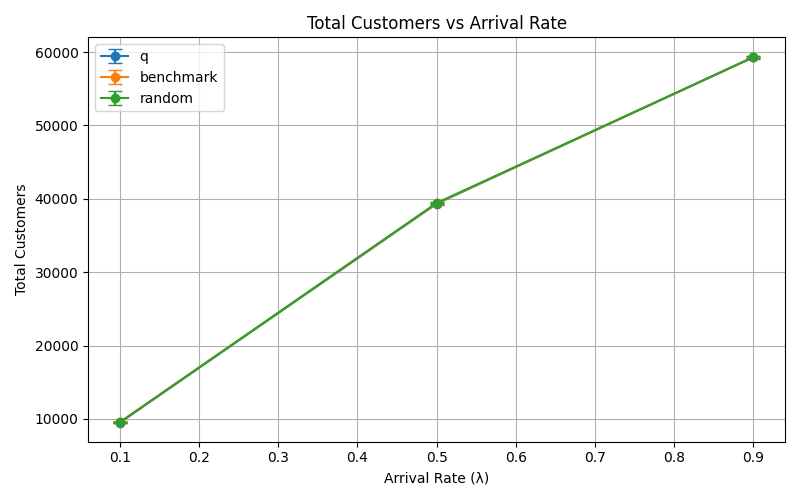 Total Customers vs Arrival Rate
q
benchmark
random
Total Customers
60000
50000
40000
30000
20000
10000
0.1
0.2
0.3
0.4
0.5
0.6
0.7
0.8
0.9
Arrival Rate (λ)